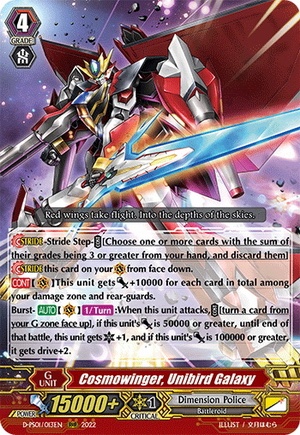 4
GRADE
Red wings take flight. Into the depths of the skies.
STRIDE -Stride Step- [Choose one or more cards with the sum of
their grades being 3 or greater from your hand, and discard them]
STRIDE this card on your from face down.
CONT This unit gets +10000 for each card in total among
your damage zone and rear-guards.
Burst- AUTO 1/Turn :When this unit attacks,
[turn a card from your G zone face up], if this unit's is 50000 or greater, until end of
that battle, this unit gets +1, and if this unit's is 100000 or greater,
it gets drive+2.
G
UNIT
Cosmowinger, Unibird Galaxy
POWER
15000+
1
CRITICAL
Dimension Police
Battleroid
D-PS01/013EN RRR 2022
ILLUST / 文月ほむら